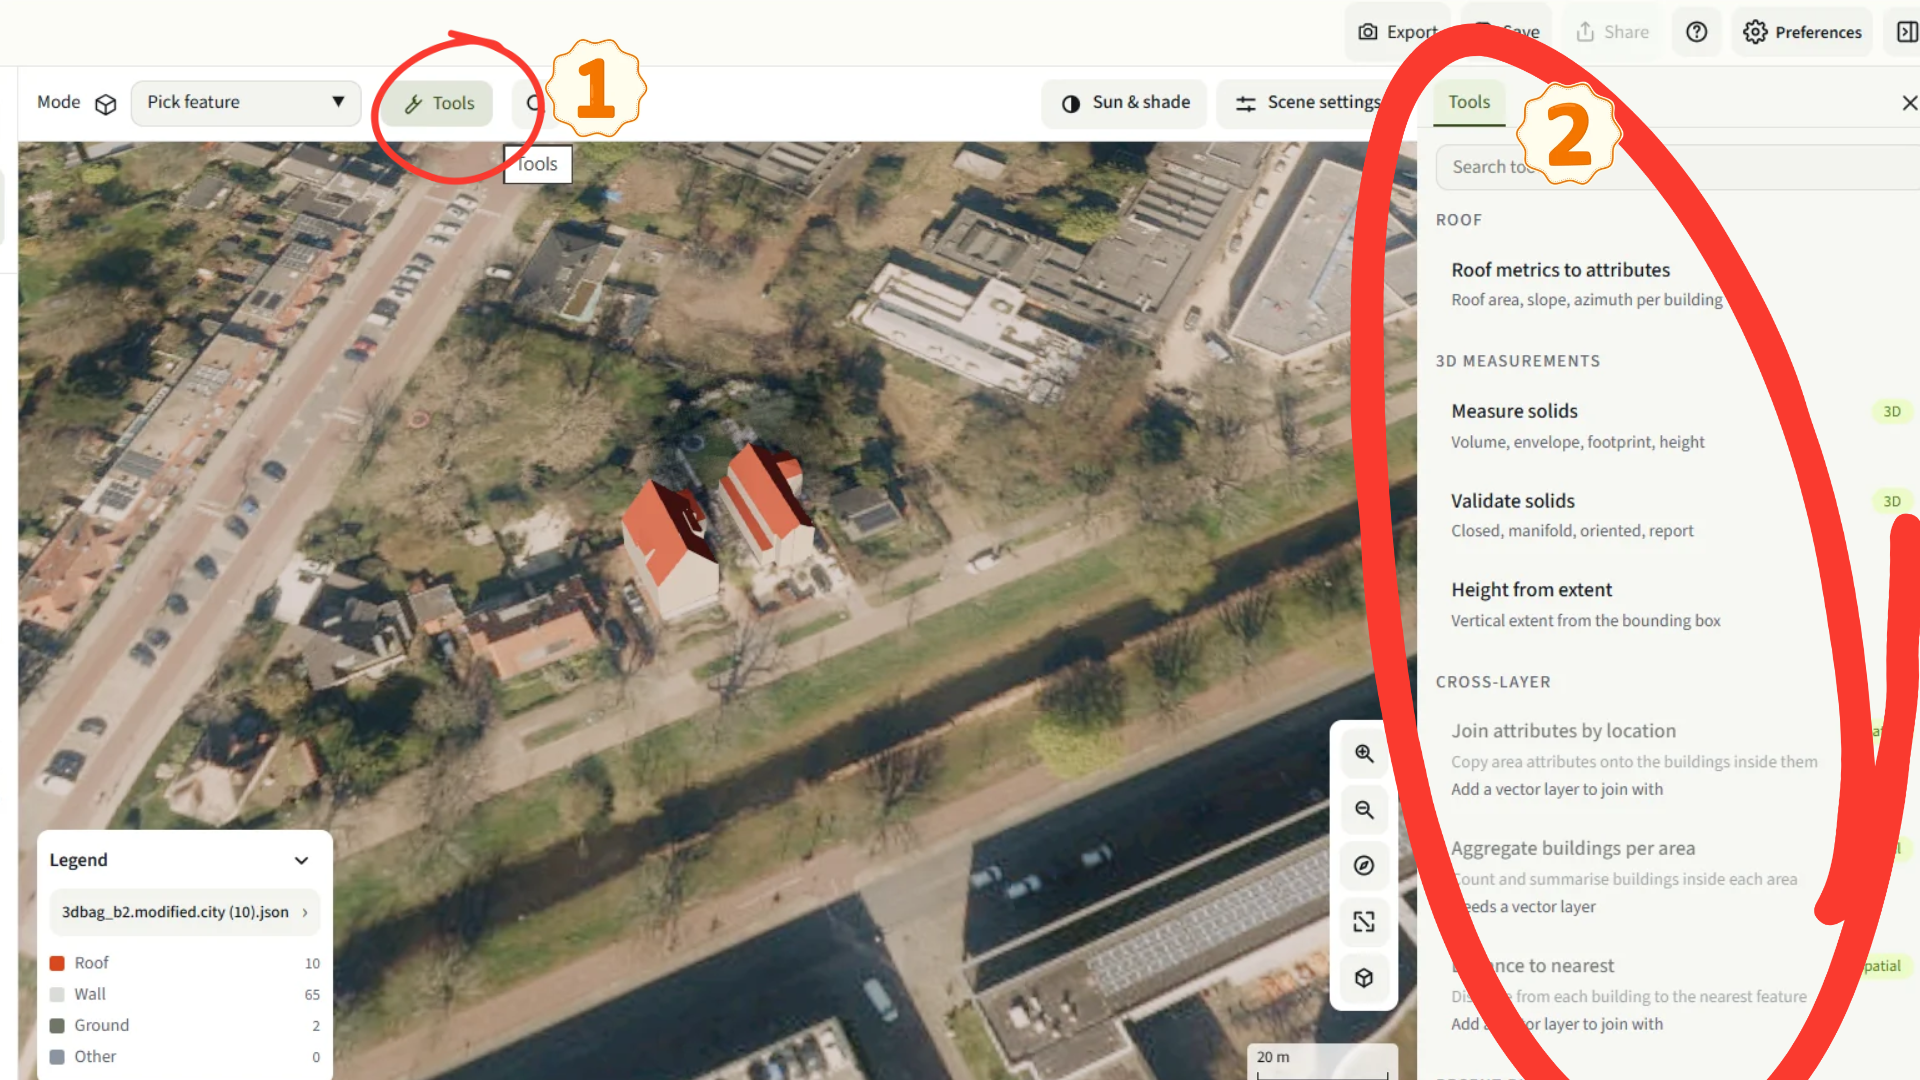 Export
Save
Share
Preferences
Mode
Pick feature
Tools
1
Sun & shade
Scene settings
Tools
2
Tools
Search
ROOF
Roof metrics to attributes
Roof area, slope, azimuth per building
3D MEASUREMENTS
Measure solids
3D
Volume, envelope, footprint, height
Validate solids
3D
Closed, manifold, oriented, report
Height from extent
Vertical extent from the bounding box
CROSS-LAYER
Join attributes by location
Copy area attributes onto the buildings inside them
Add a vector layer to join with
Aggregate buildings per area
Count and summarise buildings inside each area
Needs a vector layer
to nearest
from each building to the nearest feature
Add a vector layer to join with
Legend
3dbag_b2.modified.city (10).json
Roof 10
Wall 65
Ground 2
Other 0
20 m